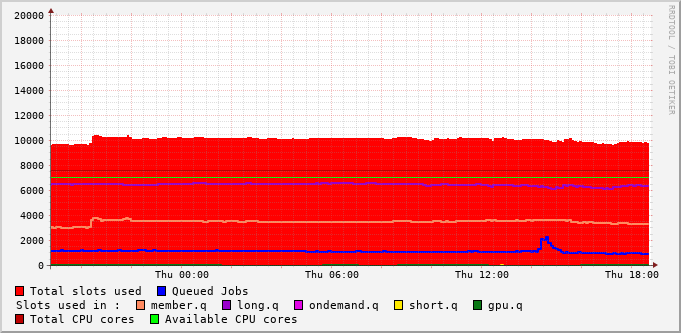 RRDTOOL / TOBI OETIKER
20000
18000
16000
14000
12000
10000
8000
6000
4000
2000
0
Thu 00:00 Thu 06:00 Thu 12:00 Thu 18:00
Total slots used Queued Jobs
Slots used in : member.q long.q ondemand.q short.q gpu.q
Total CPU cores Available CPU cores